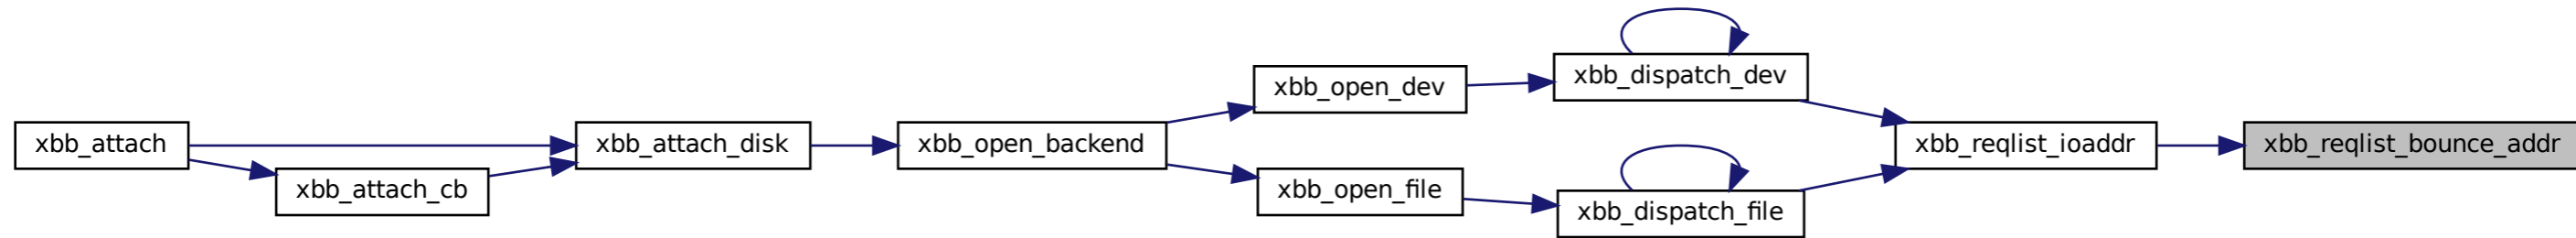 xbb_attach
xbb_attach_cb
xbb_attach_disk
xbb_open_backend
xbb_open_dev
xbb_open_file
xbb_dispatch_dev
xbb_dispatch_file
xbb_reqlist_ioaddr
xbb_reqlist_bounce_addr